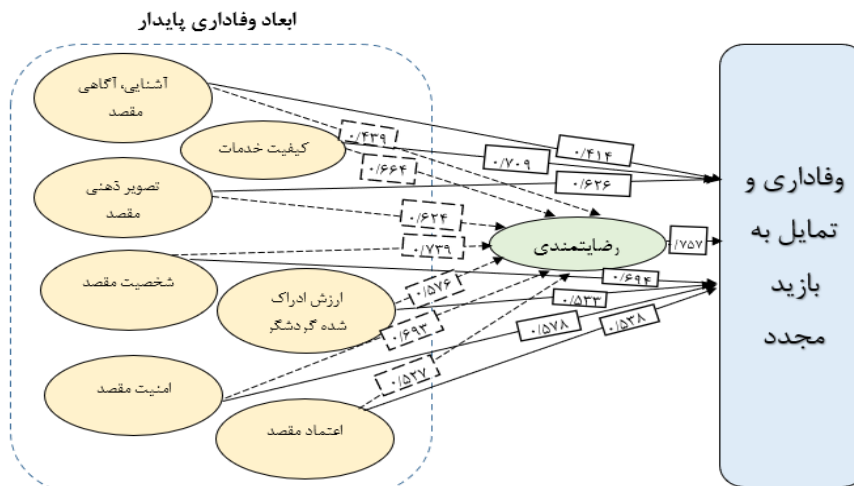 ابعاد وفاداری پایدار
آشنایی، آگاهی
مقصد
کیفیت خدمات
تصویر ذهنی
مقصد
شخصیت مقصد
ارزش ادراک
شده گردشگر
امنیت مقصد
اعتماد مقصد
رضایتمندی
وفاداری و
تمایل به
بازید
مجدد
۰/۴۳۹
۰/۴۱۴
۰/۷۰۹
۰/۶۶۴
۰/۶۲۶
۰/۶۲۴
۰/۷۳۹
/۷۵۷
۰/۶۹۴
۰/۵۷۶
۰/۵۳۳
۰/۶۹۳
۰/۵۷۸
۰/۵۳۸
۰/۵۲۷